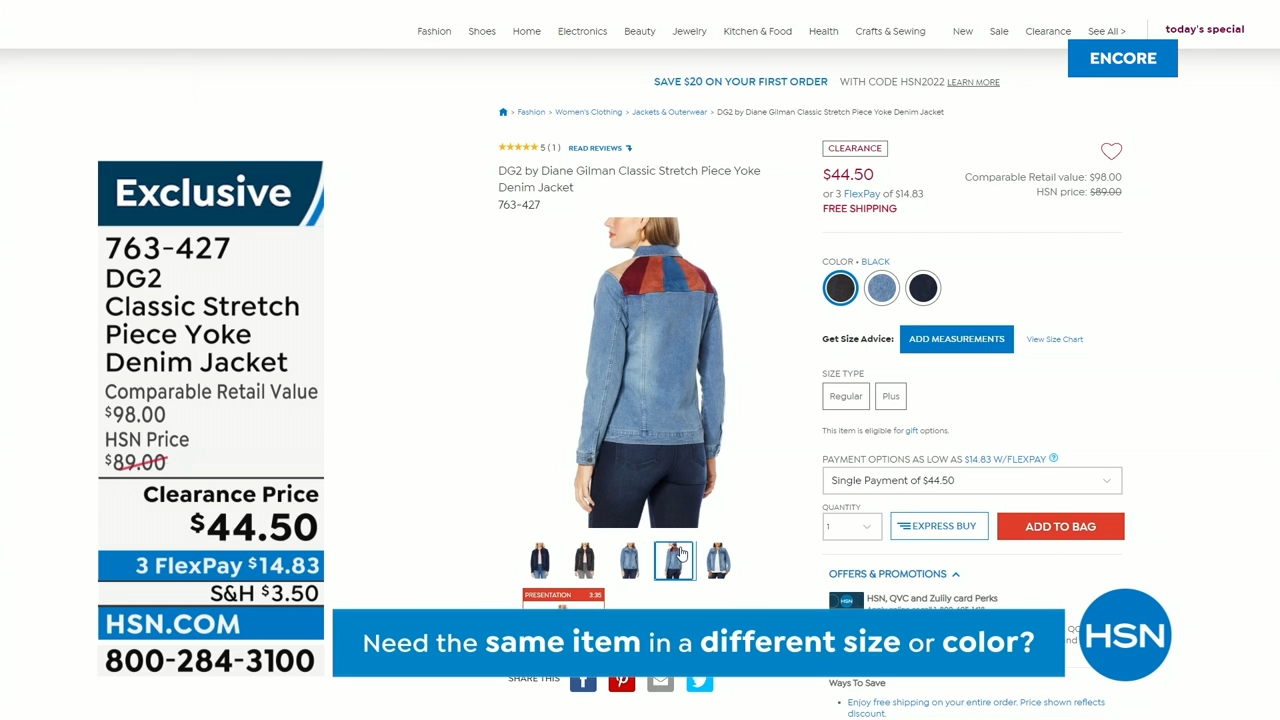 Fashion Shoes Home Electronics Beauty Jewelry Kitchen & Food Health Crafts & Sewing New Sale Clearance See All > today's special
ENCORE
SAVE $20 ON YOUR FIRST ORDER WITH CODE HSN2022 LEARN MORE
> Fashion > Women's Clothing > Jackets & Outerwear > DG2 by Diane Gilman Classic Stretch Piece Yoke Denim Jacket
5 ( 1 ) READ REVIEWS
DG2 by Diane Gilman Classic Stretch Piece Yoke
Denim Jacket
763-427
CLEARANCE
$44.50
or 3 FlexPay of $14.83
FREE SHIPPING
Comparable Retail value: $98.00
HSN price: $89.00
COLOR • BLACK
Get Size Advice: ADD MEASUREMENTS View Size Chart
SIZE TYPE
Regular Plus
This item is eligible for gift options.
PAYMENT OPTIONS AS LOW AS $14.83 W/FLEXPAY ?
Single Payment of $44.50
QUANTITY
1 EXPRESS BUY ADD TO BAG
OFFERS & PROMOTIONS
HSN HSN, QVC and Zulily card Perks
PRESENTATION 3:35
SHARE THIS
Ways To Save
• Enjoy free shipping on your entire order. Price shown reflects
discount.
Exclusive
763-427
DG2
Classic Stretch
Piece Yoke
Denim Jacket
Comparable Retail Value
$98.00
HSN Price
$89.00
Clearance Price
$44.50
3 FlexPay $14.83
S&H $3.50
HSN.COM
800-284-3100
Need the same item in a different size or color?
HSN